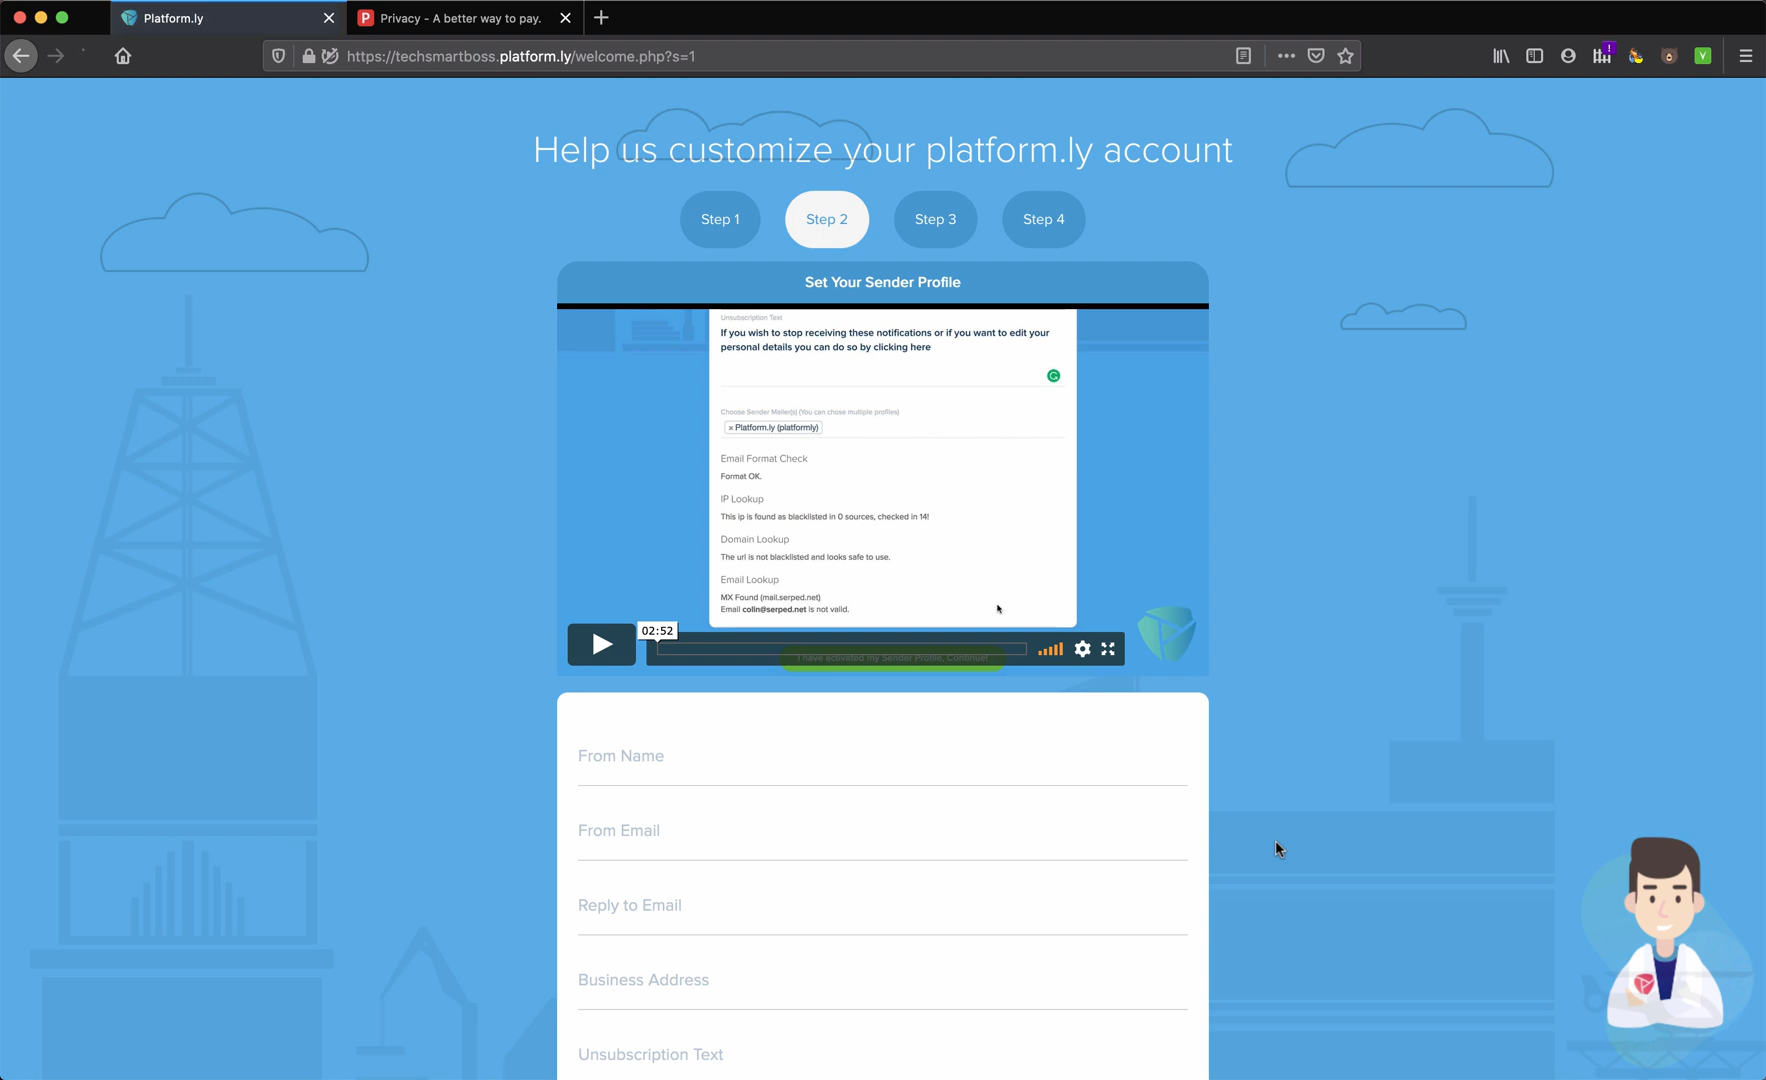 Platform.ly
Privacy - A better way to pay.
https://techsmartboss.platform.ly/welcome.php?s=1
Help us customize your platform.ly account
Step 1
Step 2
Step 3
Step 4
Set Your Sender Profile
Unsubscription Text
If you wish to stop receiving these notifications or if you want to edit your
personal details you can do so by clicking here
Choose Sender Mailer(s) (You can chose multiple profiles)
× Platform.ly (platformly)
Email Format Check
Format OK.
IP Lookup
This ip is found as blacklisted in 0 sources, checked in 14!
Domain Lookup
The url is not blacklisted and looks safe to use.
Email Lookup
MX Found (mail.serped.net)
Email colin@serped.net is not valid.
02:52
I have activated my Sender Profile, Continue!
From Name
From Email
Reply to Email
Business Address
Unsubscription Text